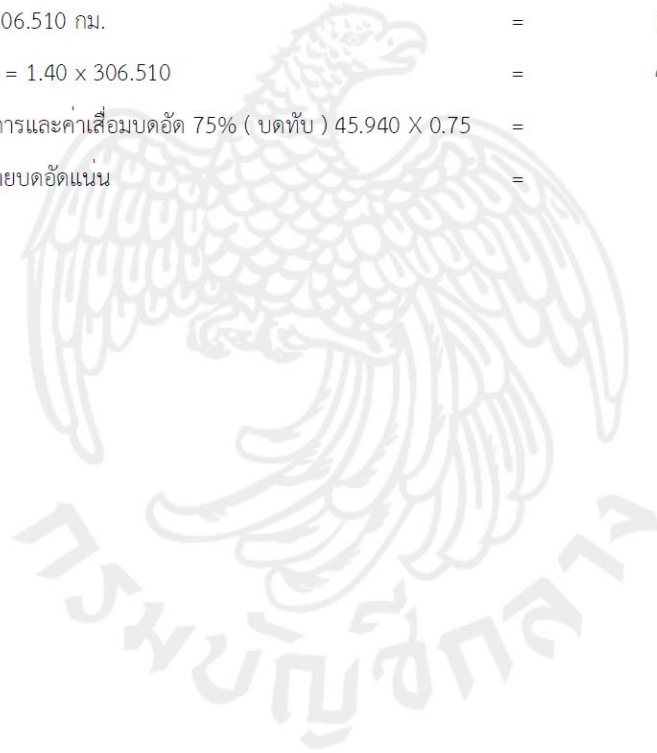 06.510 กม. =
= 1.40 x 306.510 =
การและค่าเสื่อมบดอัด 75% ( บดทับ ) 45.940 X 0.75 =
ยบดอัดแน่น =
กรมบัญชีกลาง